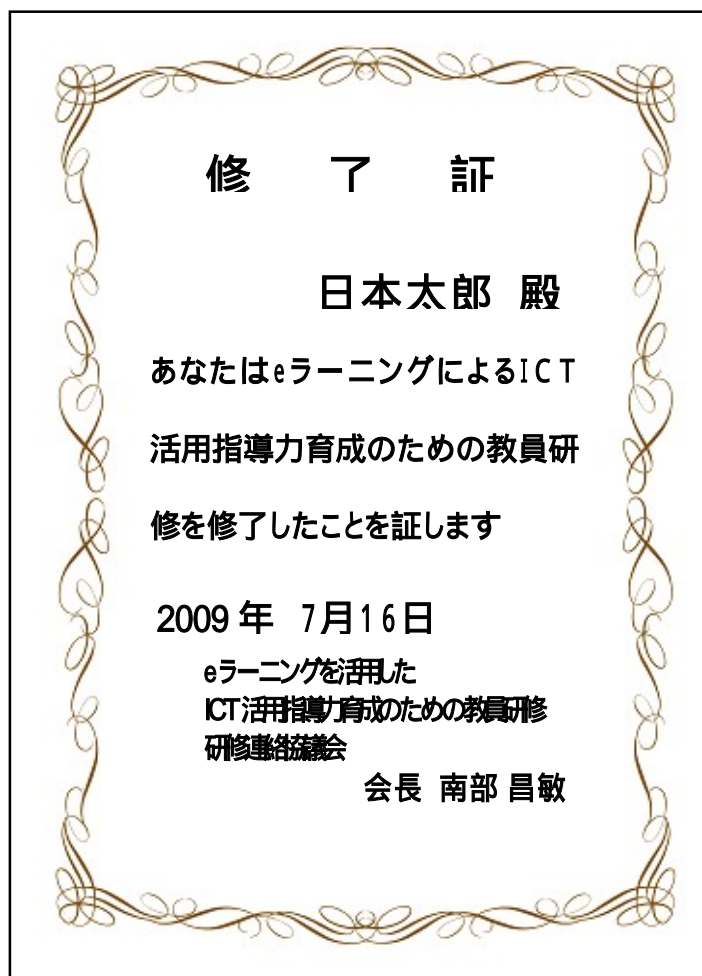 修 了 証
日本太郎 殿
あなたはeラーニングによるICT
活用指導力育成のための教員研
修を修了したことを証します
2009年 7月16日
eラーニングを活用した
ICT活用指導力育成のための教員研修
研修連絡協議会
会長 南部 昌敏